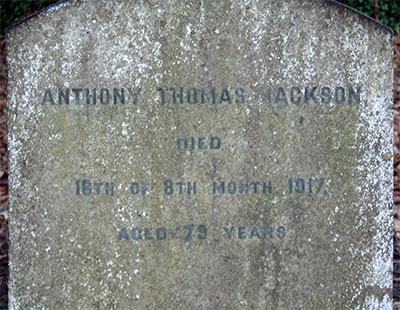 ANTHONY THOMAS JACKSON,
DIED
18TH OF 8TH MONTH 1917,
AGED 79 YEARS